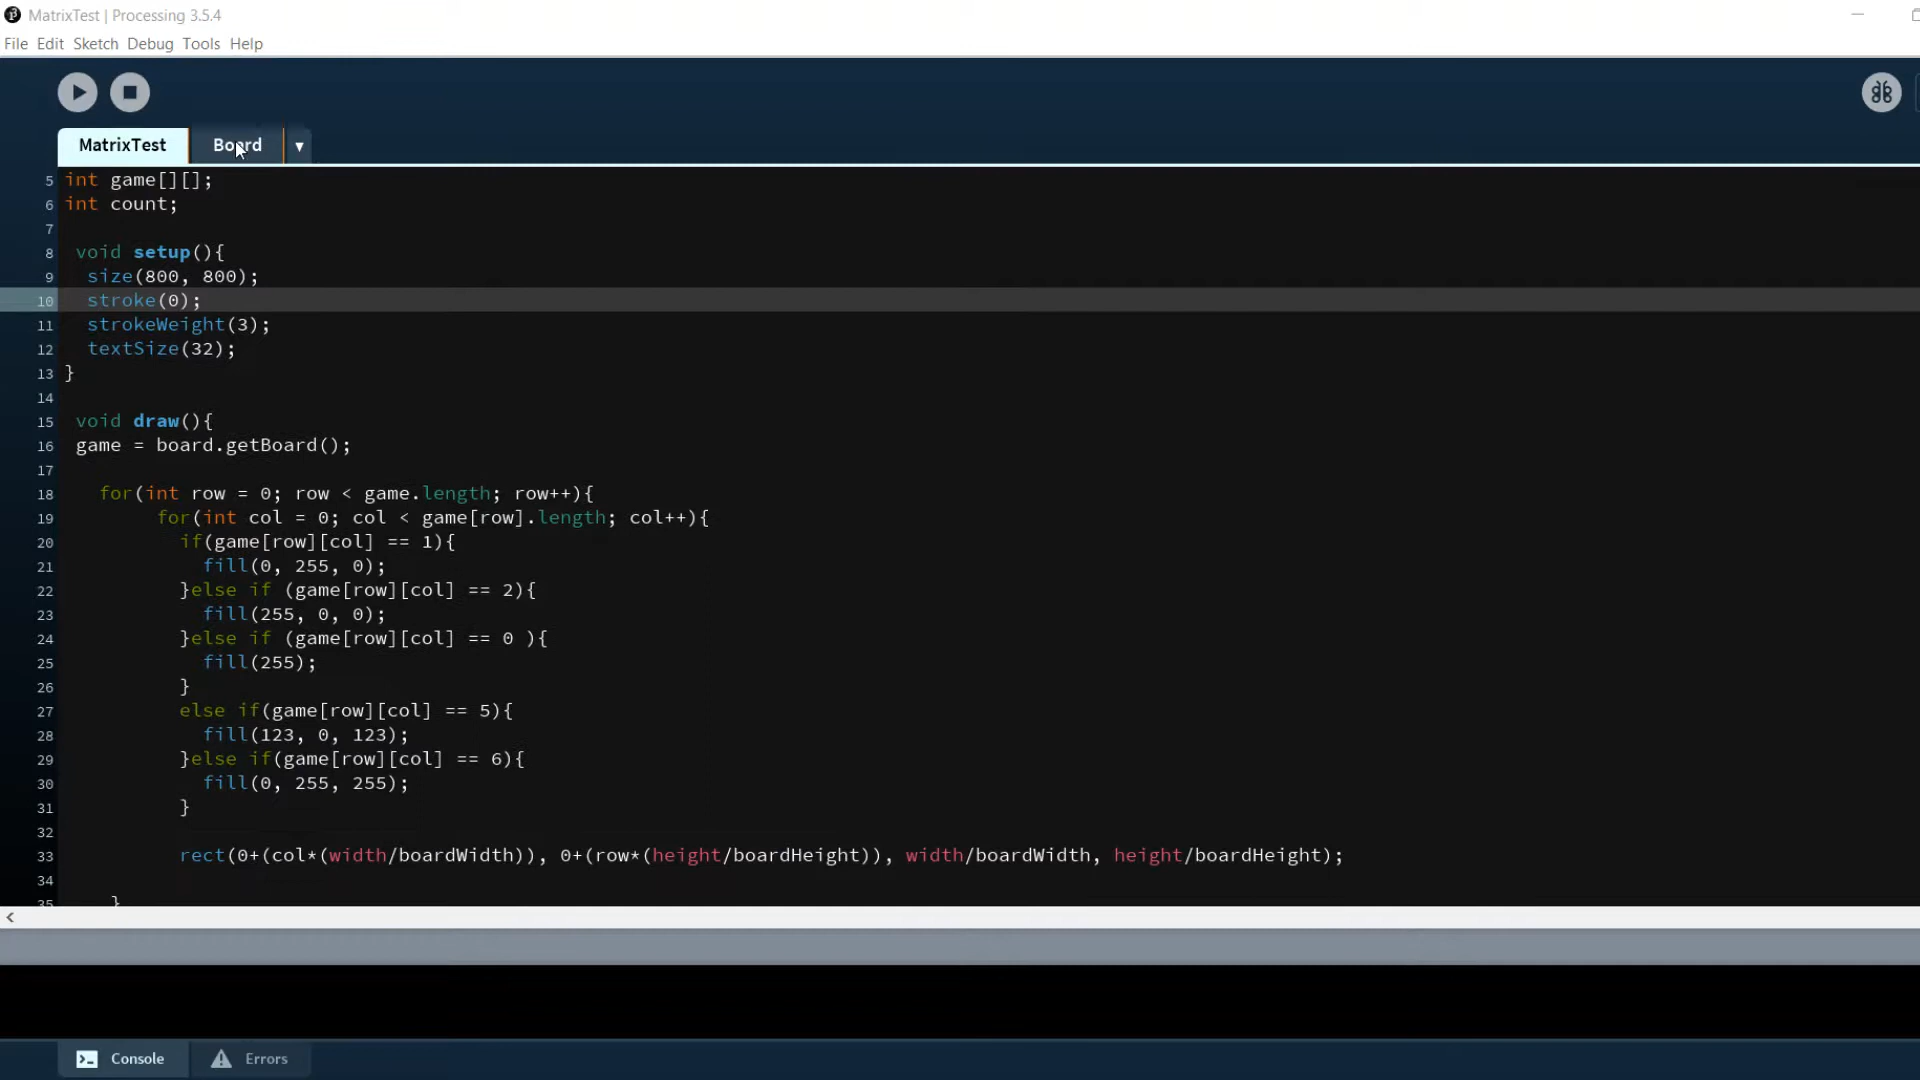 MatrixTest | Processing 3.5.4
File Edit Sketch Debug Tools Help
MatrixTest Board
5 int game[][];
6 int count;
7
8 void setup(){
9 size(800, 800);
10 stroke(0);
11 strokeWeight(3);
12 textSize(32);
13 }
14
15 void draw(){
16 game = board.getBoard();
17
18 for(int row = 0; row < game.length; row++){
19 for(int col = 0; col < game[row].length; col++){
20 if(game[row][col] == 1){
21 fill(0, 255, 0);
22 }else if (game[row][col] == 2){
23 fill(255, 0, 0);
24 }else if (game[row][col] == 0 ){
25 fill(255);
26 }
27 else if(game[row][col] == 5){
28 fill(123, 0, 123);
29 }else if(game[row][col] == 6){
30 fill(0, 255, 255);
31 }
32
33 rect(0+(col*(width/boardWidth)), 0+(row*(height/boardHeight)), width/boardWidth, height/boardHeight);
34
35 }
Console Errors